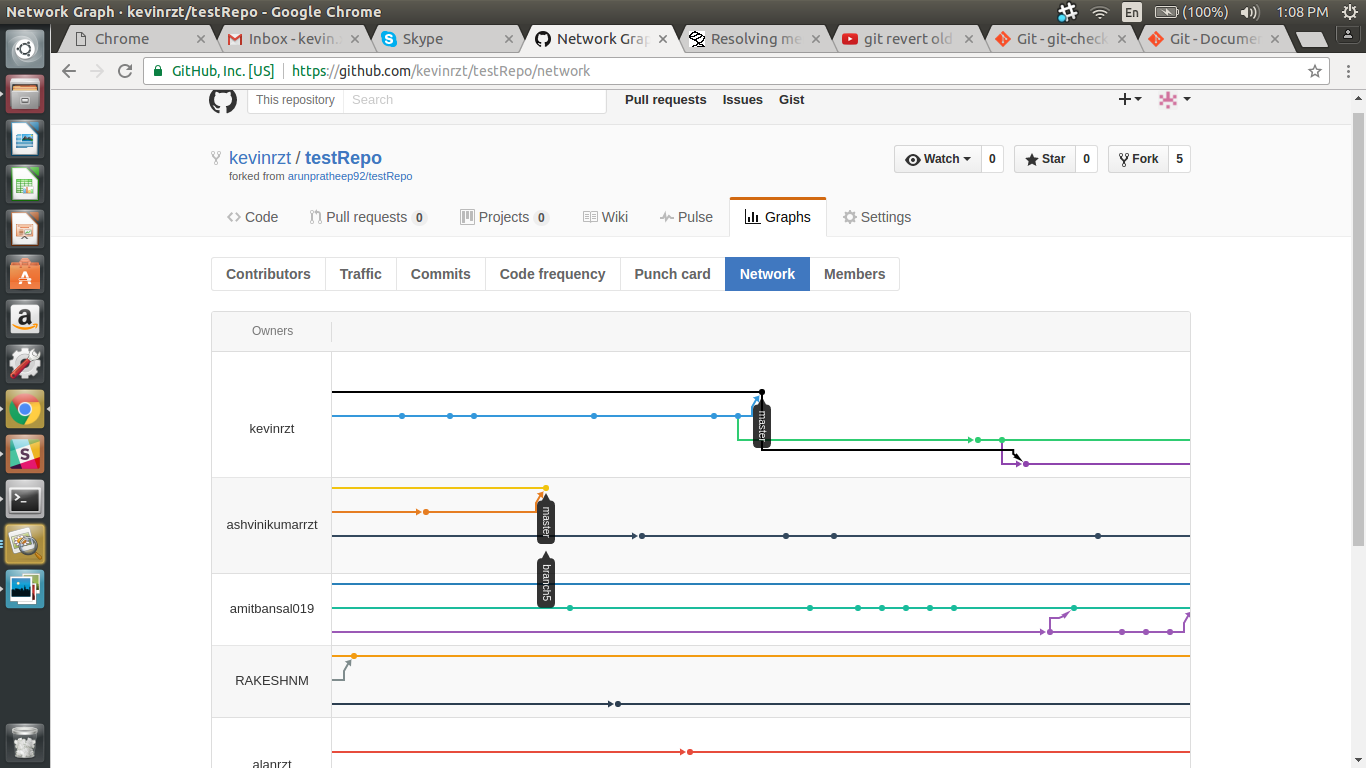 Network Graph · kevinrzt/testRepo - Google Chrome
En (100%) 1:08 PM
Chrome Inbox - kevin. Skype Network Gra Resolving me git revert old Git - git-check Git - Docume
GitHub, Inc. [US] https://github.com/kevinrzt/testRepo/network
This repository Search Pull requests Issues Gist
kevinrzt / testRepo
forked from arunpratheep92/testRepo
Watch 0 Star 0 Fork 5
Code Pull requests 0 Projects 0 Wiki Pulse Graphs Settings
Contributors Traffic Commits Code frequency Punch card Network Members
Owners
kevinrzt
master
ashvinikumarrzt
master
branch5
amitbansal019
RAKESHNM
alanrzt